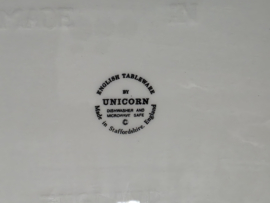 ENGLISH TABLEWARE
BY
UNICORN
DISHWASHER AND
MICROWAVE SAFE
©
Made in Staffordshire, England